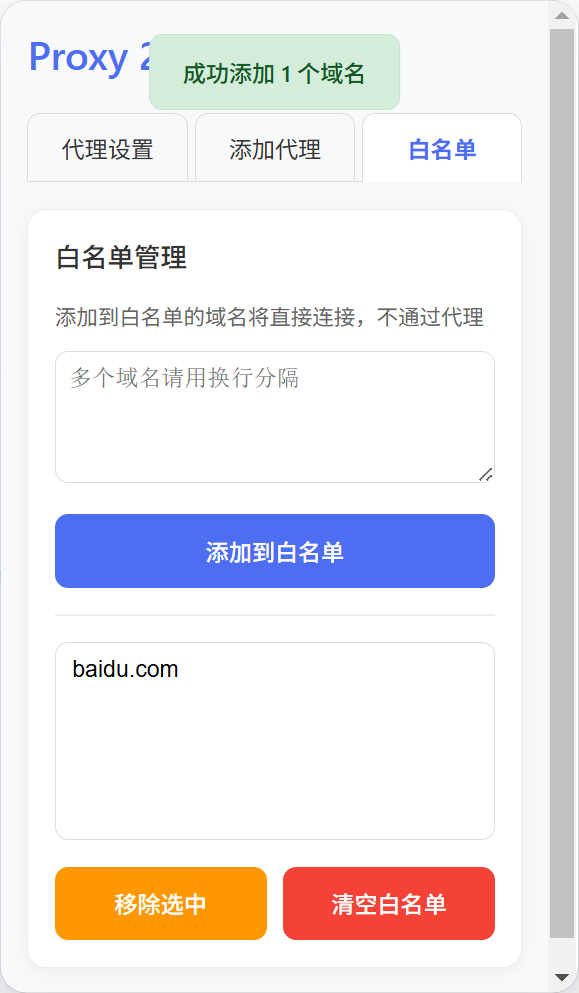 Proxy
成功添加 1 个域名
代理设置
添加代理
白名单
白名单管理
添加到白名单的域名将直接连接，不通过代理
多个域名请用换行分隔
添加到白名单
baidu.com
移除选中
清空白名单